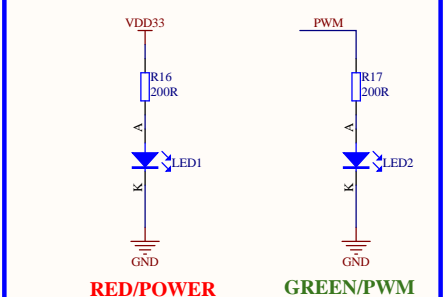 VDD33
PWM
R16
200R
R17
200R
A
A
LED1
LED2
K
K
GND
GND
RED/POWER
GREEN/PWM